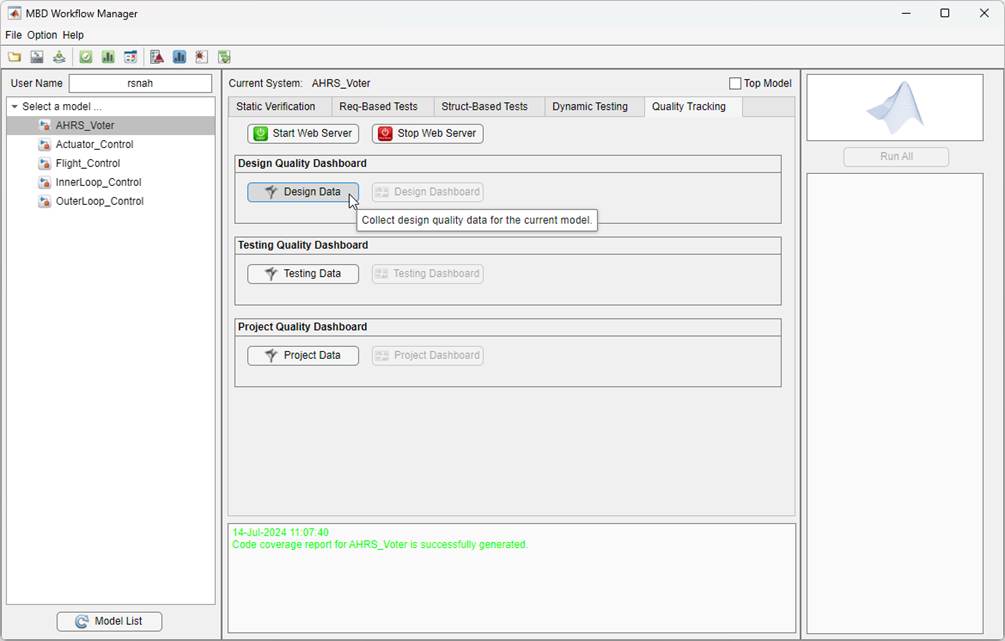 MBD Workflow Manager
File Option Help
User Name rsnah
Select a model ...
AHRS_Voter
Actuator_Control
Flight_Control
InnerLoop_Control
OuterLoop_Control
Model List
Current System: AHRS_Voter
Top Model
Static Verification Req-Based Tests Struct-Based Tests Dynamic Testing Quality Tracking
Start Web Server Stop Web Server
Design Quality Dashboard
Design Data Design Dashboard
Collect design quality data for the current model.
Testing Quality Dashboard
Testing Data Testing Dashboard
Project Quality Dashboard
Project Data Project Dashboard
14-Jul-2024 11:07:40
Code coverage report for AHRS_Voter is successfully generated.
Run All